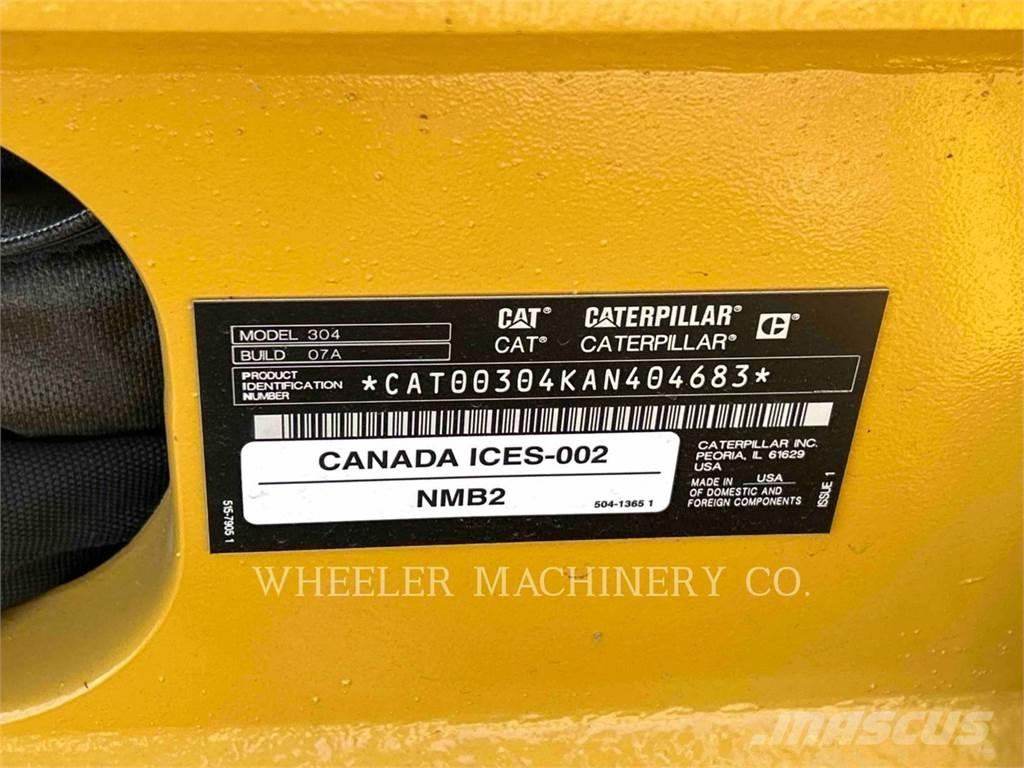 MODEL 304
BUILD 07A
CAT® CATERPILLAR® C®
CAT® CATERPILLAR®
PRODUCT IDENTIFICATION NUMBER
*CAT00304KAN404683*
CANADA ICES-002
NMB2
504-1365 1
CATERPILLAR INC.
PEORIA, IL 61629
USA
MADE IN USA
OF DOMESTIC AND
FOREIGN COMPONENTS
ISSUE 1
515-7905 1
WHEELER MACHINERY CO.
MASCUS